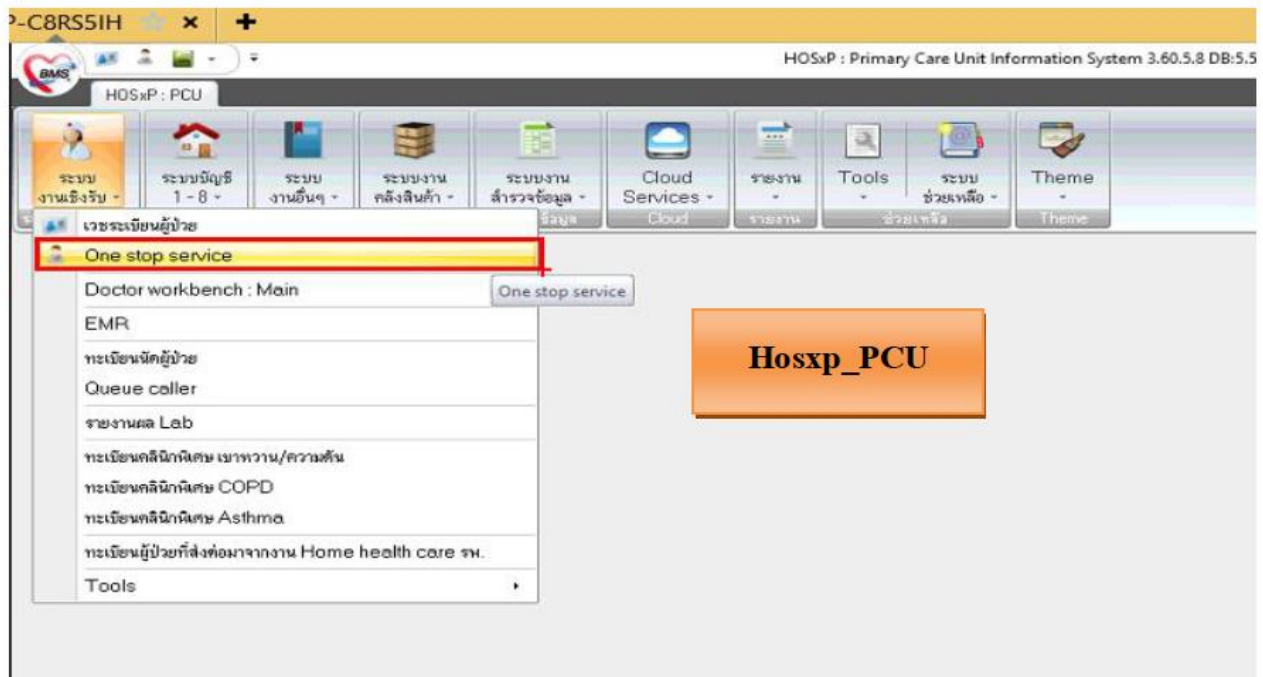 P-C8RS5IH
HOSxP : Primary Care Unit Information System 3.60.5.8 DB:5.5
BMS
HOSxP : PCU
ระบบ
งานเชิงรับ
ระบบบัญชี
1 - 8
ระบบ
งานอื่นๆ
ระบบงาน
คลังสินค้า
ระบบงาน
สำรวจข้อมูล
Cloud
Services
รายงาน
Tools
ระบบ
ช่วยเหลือ
Theme
ข้อมูล
Cloud
รายงาน
ช่วยเหลือ
Theme
เวชระเบียนผู้ป่วย
One stop service
Doctor workbench : Main
One stop service
EMR
ทะเบียนนัดผู้ป่วย
Queue caller
รายงานผล Lab
ทะเบียนคลินิกพิเศษ เบาหวาน/ความดัน
ทะเบียนคลินิกพิเศษ COPD
ทะเบียนคลินิกพิเศษ Asthma
ทะเบียนผู้ป่วยที่ส่งต่อมาจากงาน Home health care รพ.
Tools
Hosxp_PCU